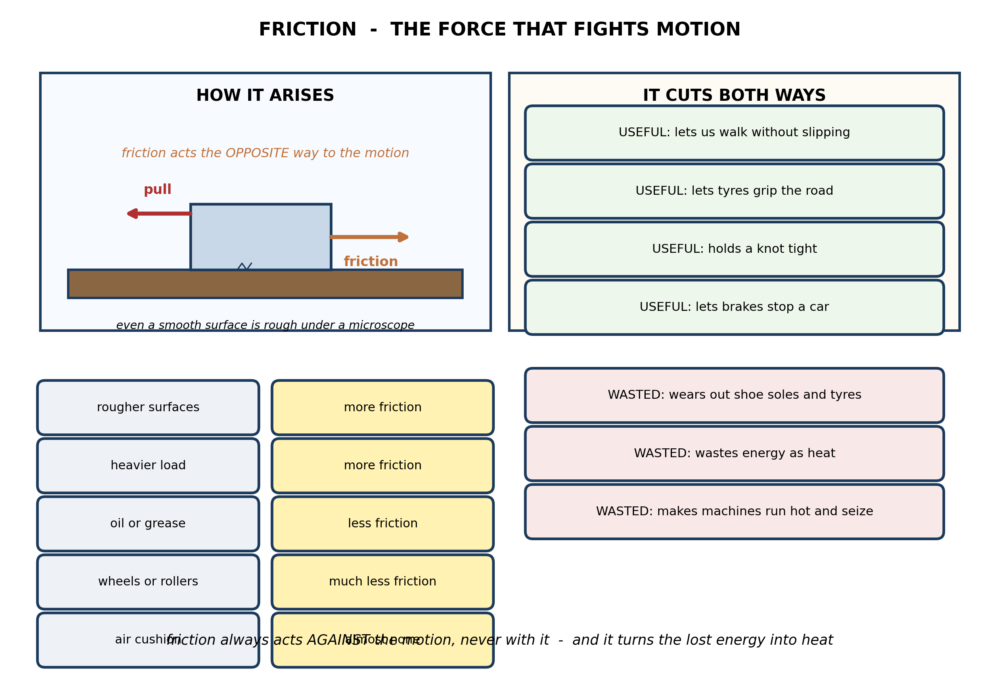 FRICTION - THE FORCE THAT FIGHTS MOTION
HOW IT ARISES
friction acts the OPPOSITE way to the motion
pull
friction
even a smooth surface is rough under a microscope
IT CUTS BOTH WAYS
USEFUL: lets us walk without slipping
USEFUL: lets tyres grip the road
USEFUL: holds a knot tight
USEFUL: lets brakes stop a car
WASTED: wears out shoe soles and tyres
WASTED: wastes energy as heat
WASTED: makes machines run hot and seize
rougher surfaces
more friction
heavier load
more friction
oil or grease
less friction
wheels or rollers
much less friction
air cushion
almost none
friction always acts AGAINST the motion, never with it - and it turns the lost energy into heat